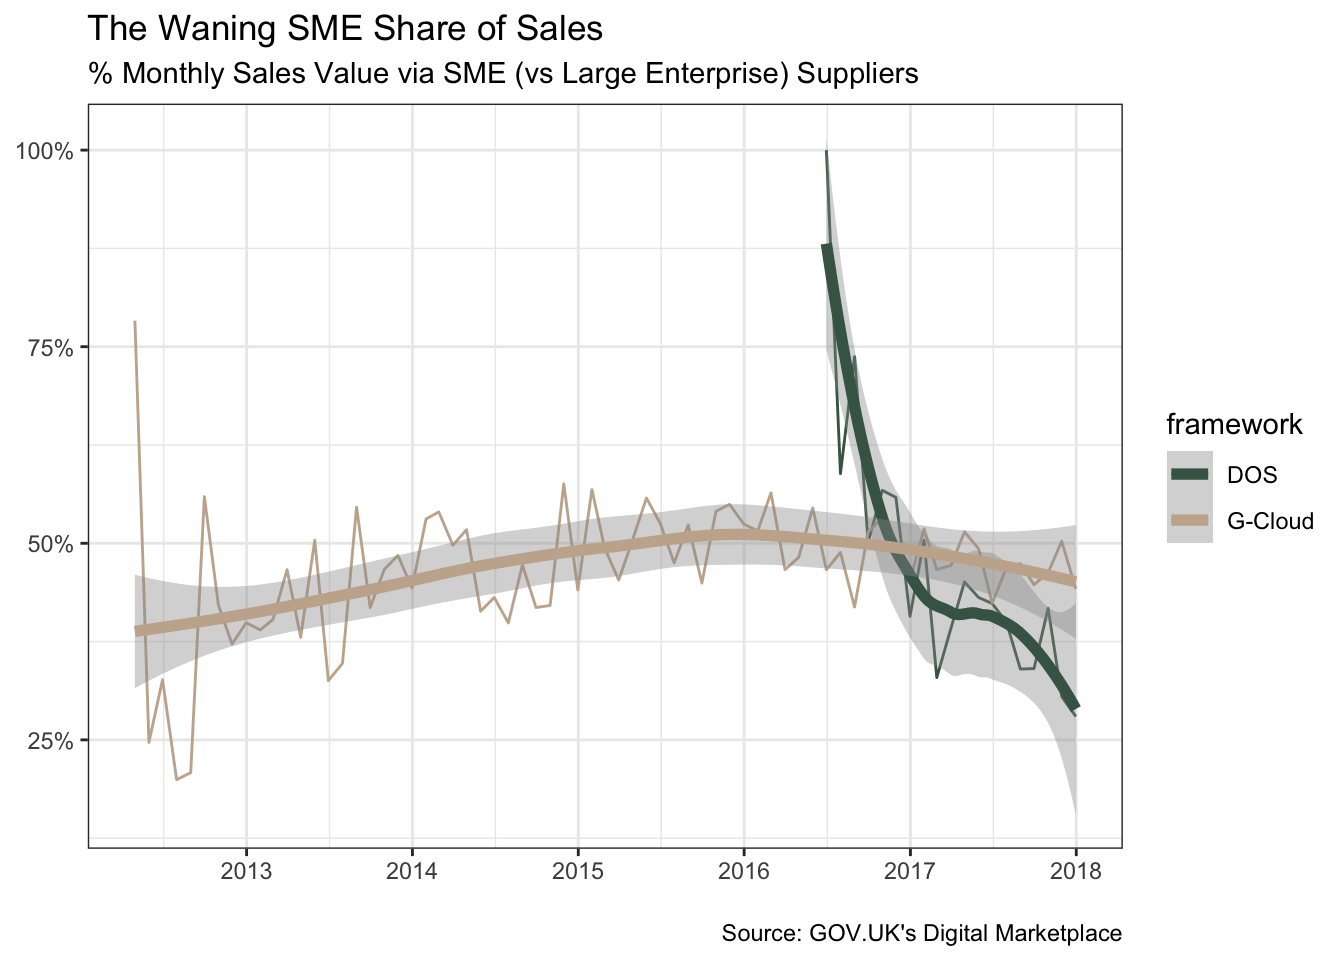 The Waning SME Share of Sales
% Monthly Sales Value via SME (vs Large Enterprise) Suppliers
100%
75%
50%
25%
2013
2014
2015
2016
2017
2018
framework
DOS
G-Cloud
Source: GOV.UK's Digital Marketplace